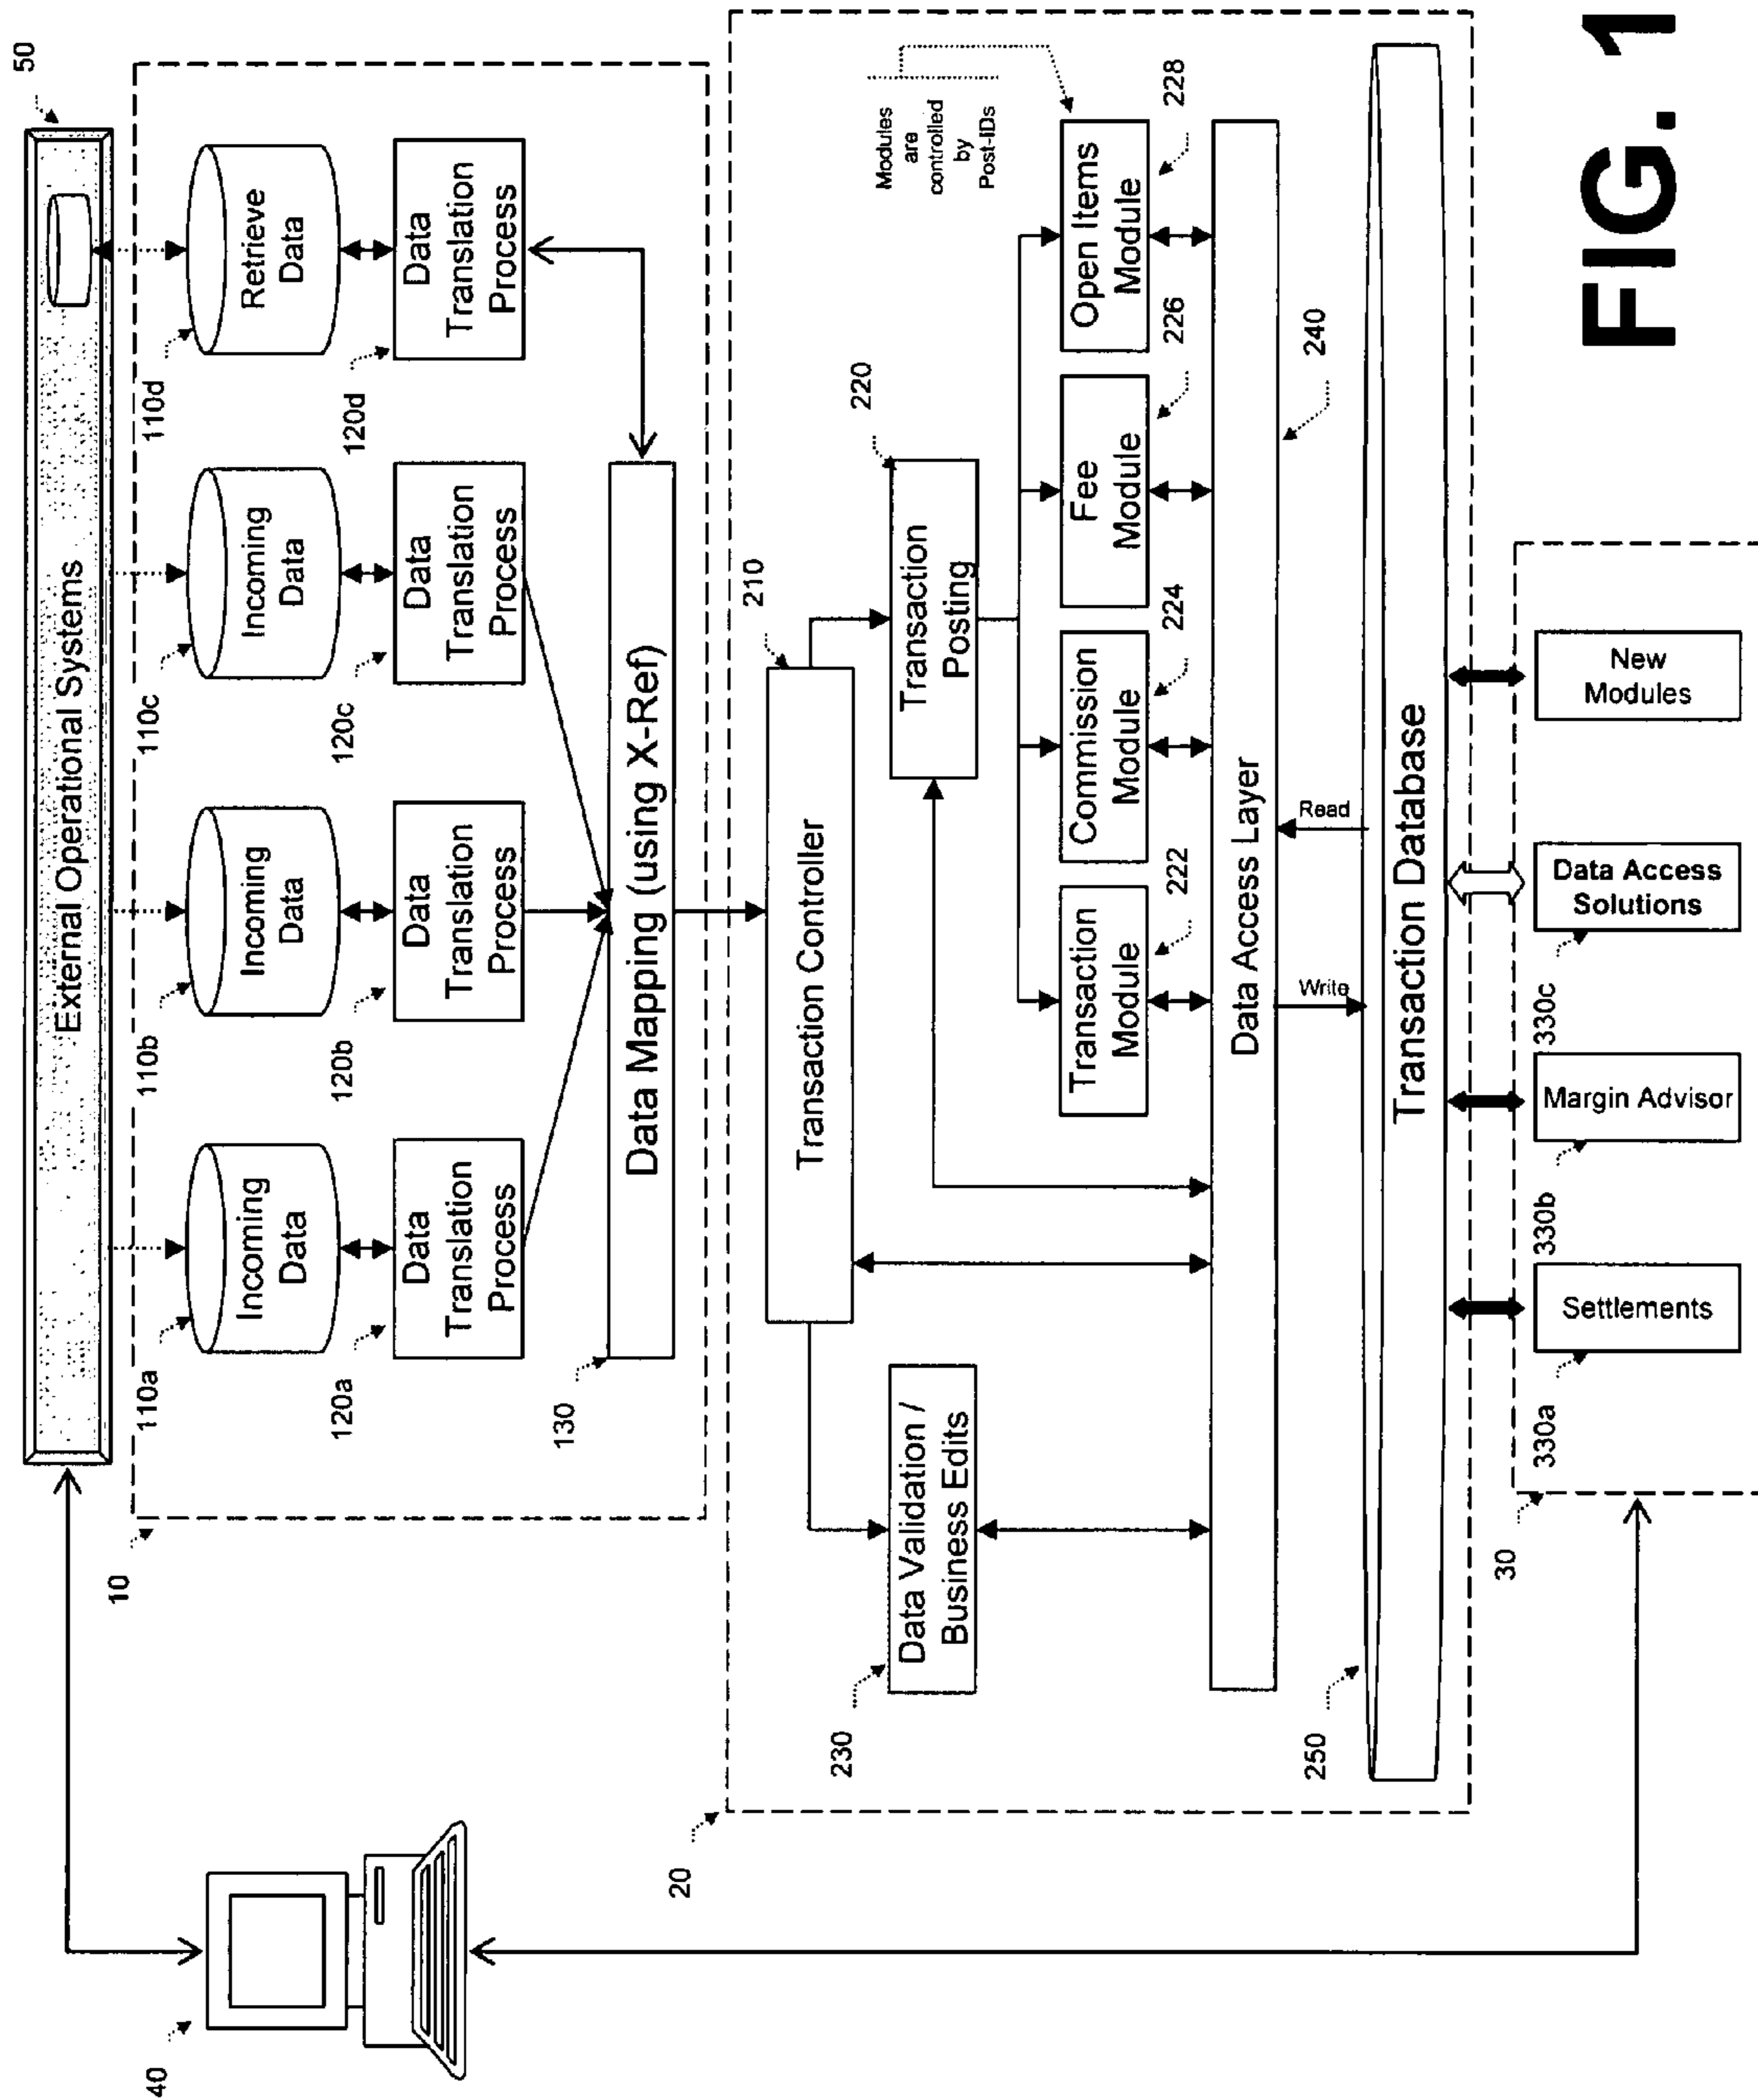 50
External Operational Systems
10
110a
Incoming
Data
110b
Incoming
Data
110c
Incoming
Data
110d
Retrieve
Data
120a
Data
Translation
Process
120b
Data
Translation
Process
120c
Data
Translation
Process
120d
Data
Translation
Process
130
Data Mapping (using X-Ref)
40
20
210
Transaction Controller
230
Data Validation /
Business Edits
220
Transaction
Posting
Modules
are
controlled
by
Post-IDs
Transaction
Module
222
Commission
Module
224
Fee
Module
226
Open Items
Module
228
Data Access Layer
240
Write
Read
250
Transaction Database
30
330a
Settlements
330b
Margin Advisor
330c
Data Access
Solutions
New
Modules
FIG. 1